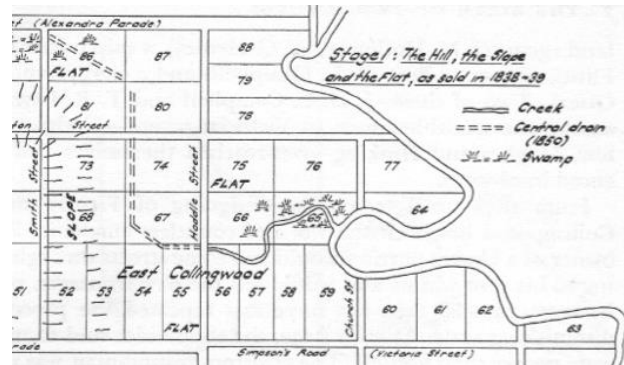 (Alexandra Parade)
86
87
88
FLAT
79
Stage 1: The Hill, the Slope
and the Flat, as sold in 1838-39
81
80
78
Street
Creek
Central drain
(1850)
Swamp
Street
73
74
75
76
77
FLAT
Smith
SLOPE
68
67
Hoddle
66
65
64
East Collingwood
51
52
53
54
55
56
57
58
59
Church St
60
61
62
63
FLAT
Simpson's Road
(Victoria Street)